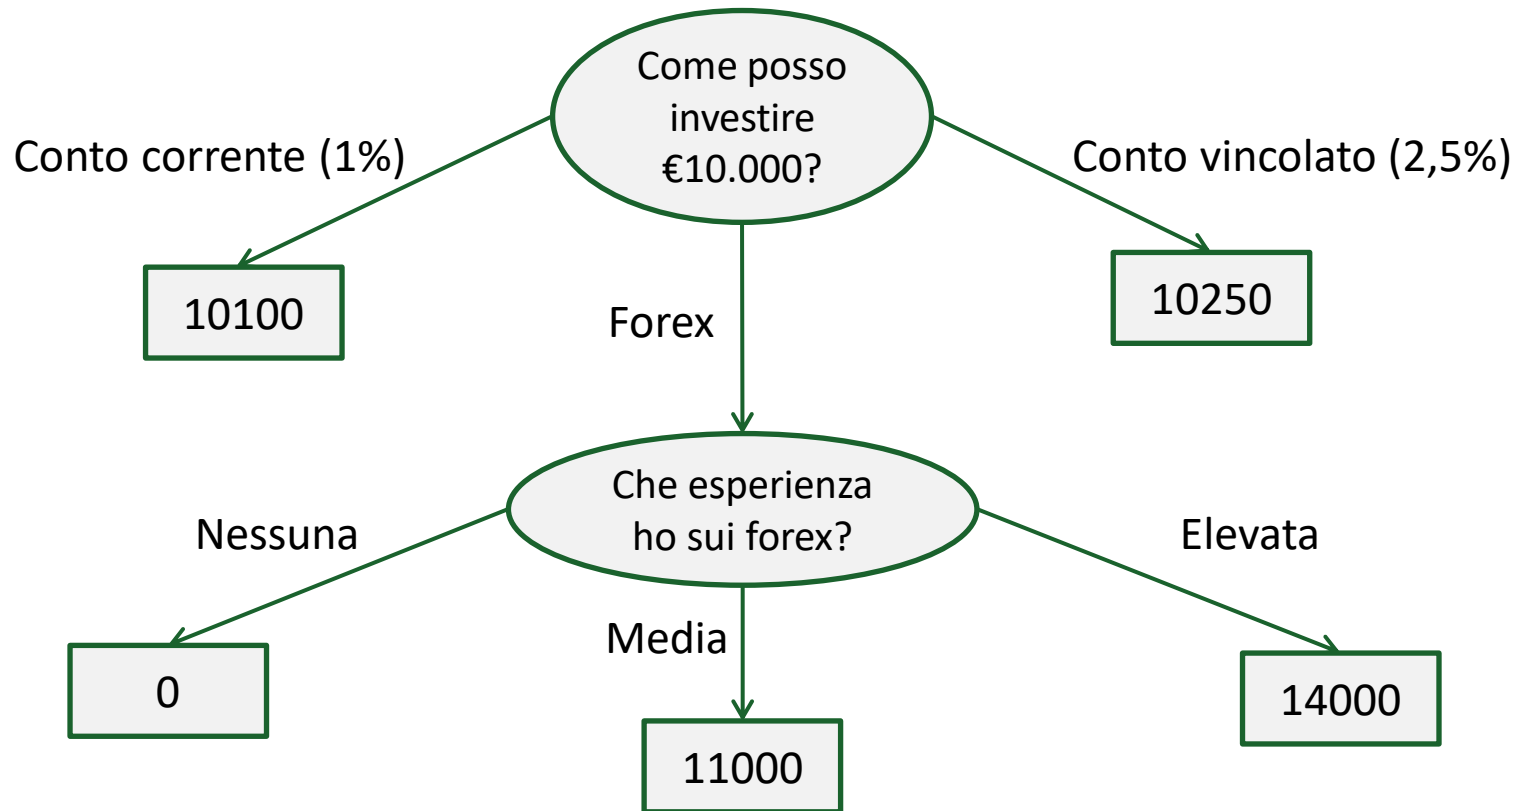 Come posso
investire
€10.000?
Conto corrente (1%)
Conto vincolato (2,5%)
10100
Forex
10250
Che esperienza
ho sui forex?
Nessuna
Elevata
Media
0
11000
14000